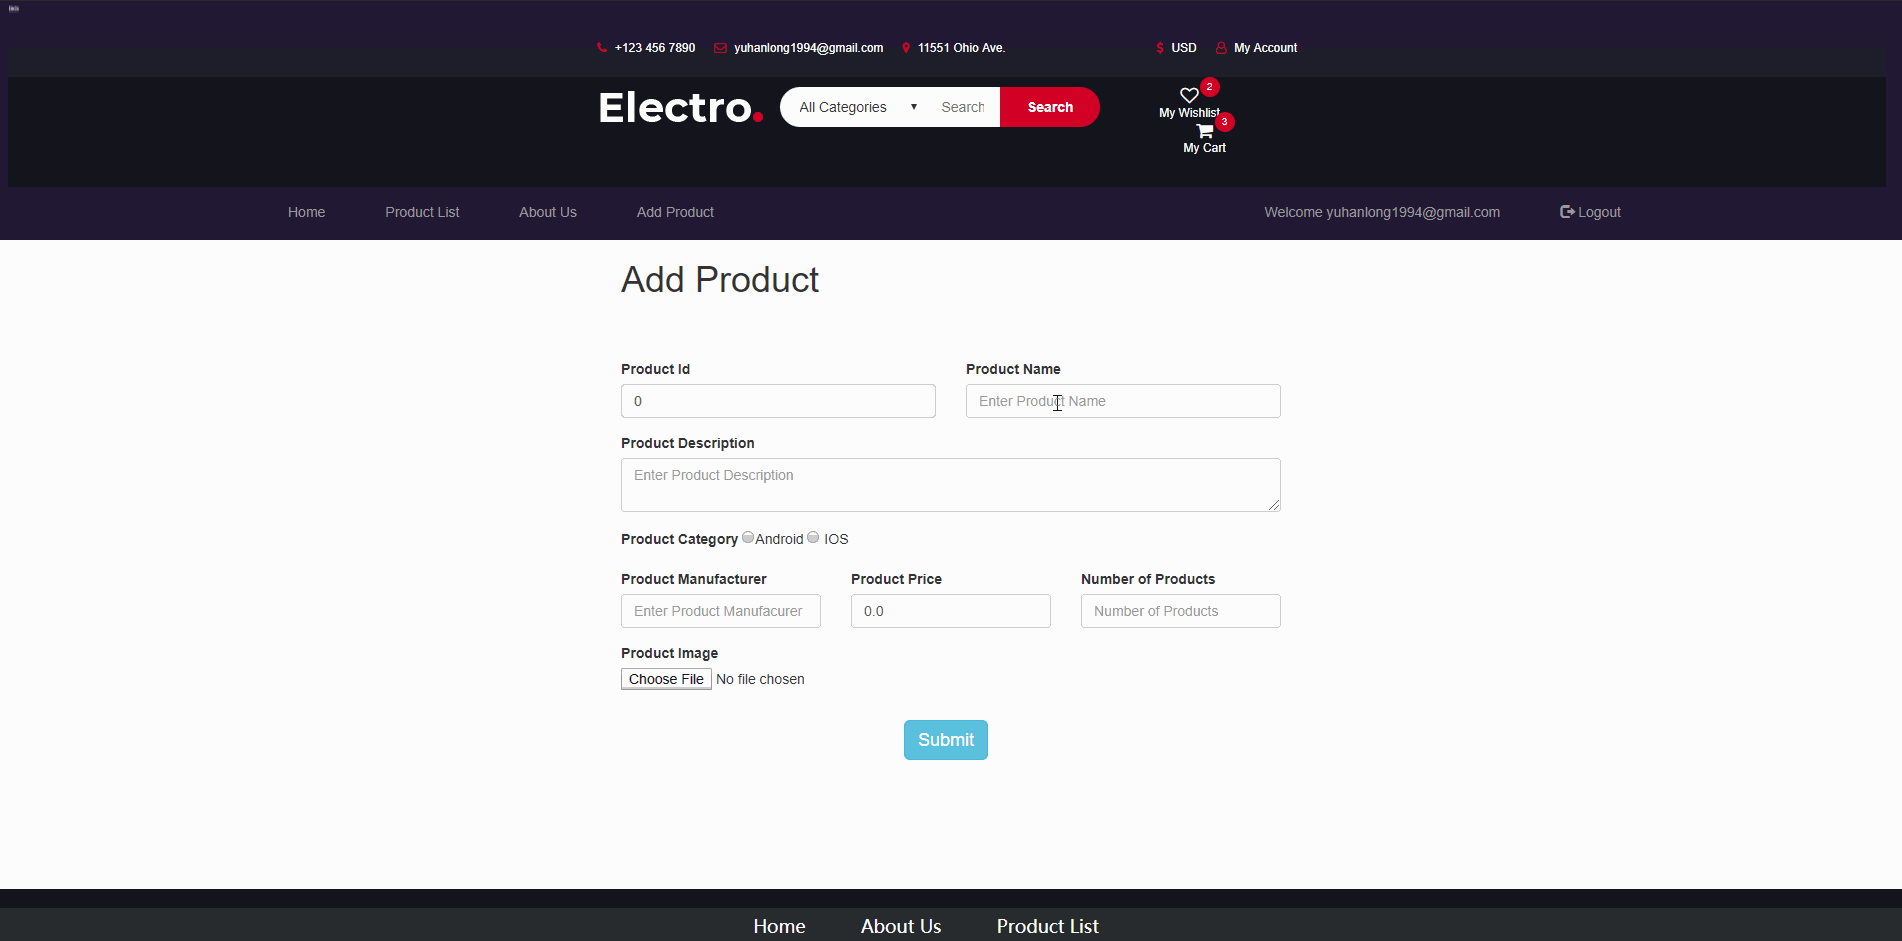 +123 456 7890 yuhanlong1994@gmail.com 11551 Ohio Ave. $ USD My Account
Electro. All Categories Search Search
2
My Wishlist
3
My Cart
Home Product List About Us Add Product Welcome yuhanlong1994@gmail.com Logout
Add Product
Product Id Product Name
0 Enter Product Name
Product Description
Enter Product Description
Product Category Android IOS
Product Manufacturer Product Price Number of Products
Enter Product Manufacurer 0.0 Number of Products
Product Image
Choose File No file chosen
Submit
Home About Us Product List